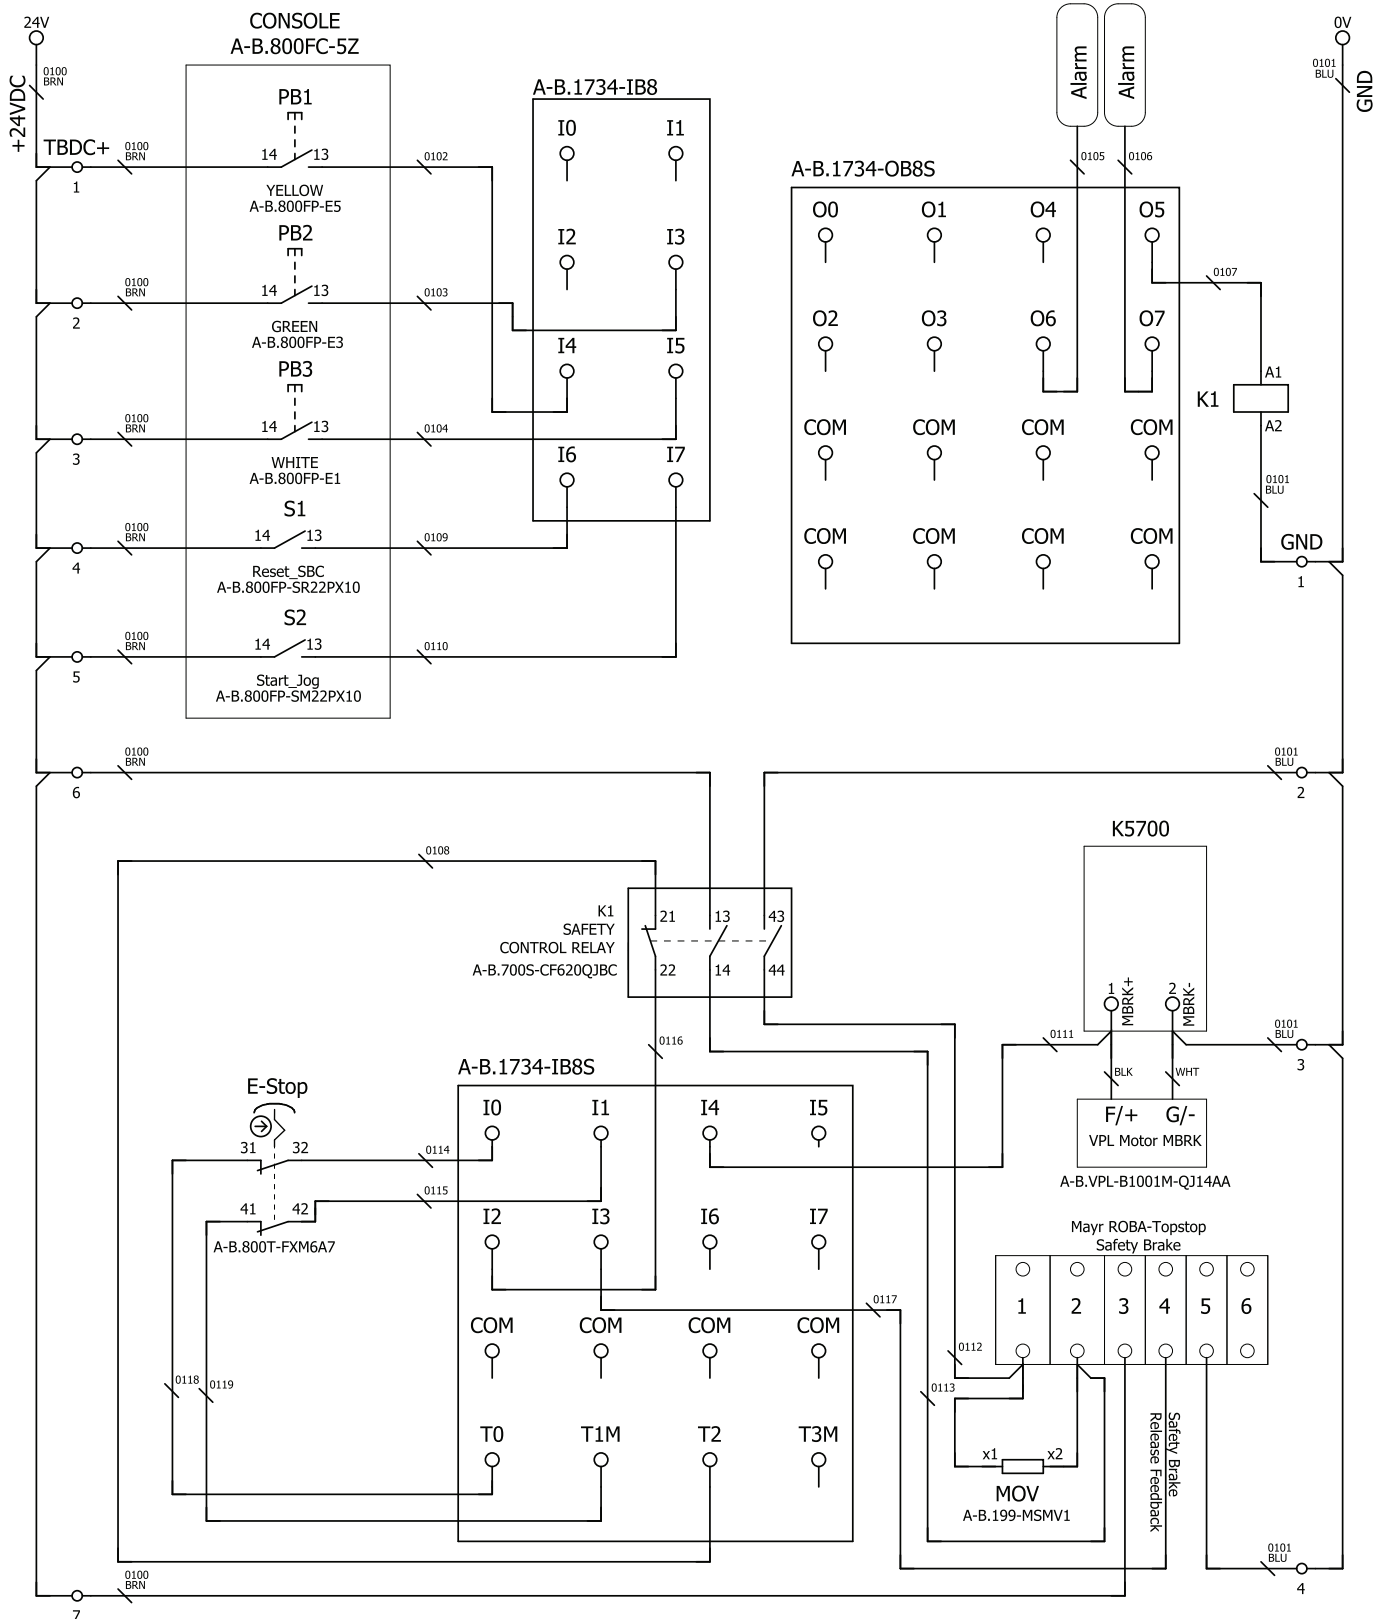 24V
CONSOLE
A-B.800FC-5Z
0V
+24VDC
0100
BRN
0101
BLU
GND
Alarm
Alarm
A-B.1734-IB8
PB1
I0
I1
TBDC+
0100
BRN
14
13
0102
0105
0106
1
YELLOW
A-B.800FP-E5
A-B.1734-OB8S
O0
O1
O4
O5
PB2
I2
I3
0100
BRN
14
13
0103
0107
2
GREEN
A-B.800FP-E3
O2
O3
O6
O7
I4
I5
PB3
A1
K1
A2
0100
BRN
14
13
0104
COM
COM
COM
COM
3
WHITE
A-B.800FP-E1
I6
I7
0101
BLU
S1
0100
BRN
14
13
0109
COM
COM
COM
COM
GND
1
4
Reset_SBC
A-B.800FP-SR22PX10
S2
0100
BRN
14
13
0110
5
Start_Jog
A-B.800FP-SM22PX10
0100
BRN
0101
BLU
6
2
K5700
0108
K1
SAFETY
CONTROL RELAY
A-B.700S-CF620QJBC
21
13
43
22
14
44
1
MBRK+
2
MBRK-
0116
0111
0101
BLU
3
A-B.1734-IB8S
BLK
WHT
E-Stop
I0
I1
I4
I5
F/+
G/-
VPL Motor MBRK
A-B.VPL-B1001M-QJ14AA
31
32
0114
0115
41
42
A-B.800T-FXM6A7
I2
I3
I6
I7
Mayr ROBA-Topstop
Safety Brake
1
2
3
4
5
6
0117
COM
COM
COM
COM
0112
0113
0118
0119
T0
T1M
T2
T3M
Safety Brake
Release Feedback
x1
x2
MOV
A-B.199-MSMV1
0101
BLU
4
0100
BRN
7